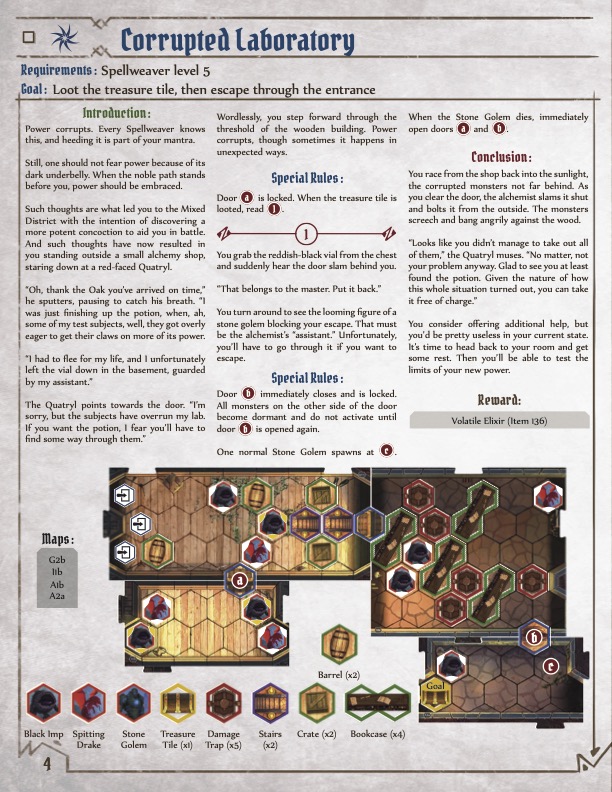 Corrupted Laboratory
Requirements: Spellweaver level 5
Goal: Loot the treasure tile, then escape through the entrance
Introduction:
Power corrupts. Every Spellweaver knows
this, and heeding it is part of your mantra.
Still, one should not fear power because of its
dark underbelly. When the noble path stands
before you, power should be embraced.
Such thoughts are what led you to the Mixed
District with the intention of discovering a
more potent concoction to aid you in battle.
And such thoughts have now resulted in
you standing outside a small alchemy shop,
staring down at a red-faced Quatryl.
“Oh, thank the Oak you’ve arrived on time,”
he sputters, pausing to catch his breath. “I
was just finishing up the potion, when, ah,
some of my test subjects, well, they got overly
eager to get their claws on more of its power.
“I had to flee for my life, and I unfortunately
left the vial down in the basement, guarded
by my assistant.”
The Quatryl points towards the door. “I’m
sorry, but the subjects have overrun my lab.
If you want the potion, I fear you’ll have to
find some way through them.”
Wordlessly, you step forward through the
threshold of the wooden building. Power
corrupts, though sometimes it happens in
unexpected ways.
Special Rules:
Door a is locked. When the treasure tile is
looted, read 1.
1
You grab the reddish-black vial from the chest
and suddenly hear the door slam behind you.
“That belongs to the master. Put it back.”
You turn around to see the looming figure of a
stone golem blocking your escape. That must
be the alchemist’s “assistant.” Unfortunately,
you’ll have to go through it if you want to
escape.
Special Rules:
Door b immediately closes and is locked.
All monsters on the other side of the door
become dormant and do not activate until
door b is opened again.
One normal Stone Golem spawns at c.
When the Stone Golem dies, immediately
open doors a and b.
Conclusion:
You race from the shop back into the sunlight,
the corrupted monsters not far behind. As
you clear the door, the alchemist slams it shut
and bolts it from the outside. The monsters
screech and bang angrily against the wood.
“Looks like you didn’t manage to take out all
of them,” the Quatryl muses. “No matter, not
your problem anyway. Glad to see you at least
found the potion. Given the nature of how
this whole situation turned out, you can take
it free of charge.”
You consider offering additional help, but
you’d be pretty useless in your current state.
It’s time to head back to your room and get
some rest. Then you’ll be able to test the
limits of your new power.
Reward:
Volatile Elixir (Item 136)
Maps:
G2b
I1b
A1b
A2a
a
b
c
Goal
Barrel (x2)
Black Imp
Spitting
Drake
Stone
Golem
Treasure
Tile (x1)
Damage
Trap (x5)
Stairs
(x2)
Crate (x2)
Bookcase (x4)
4